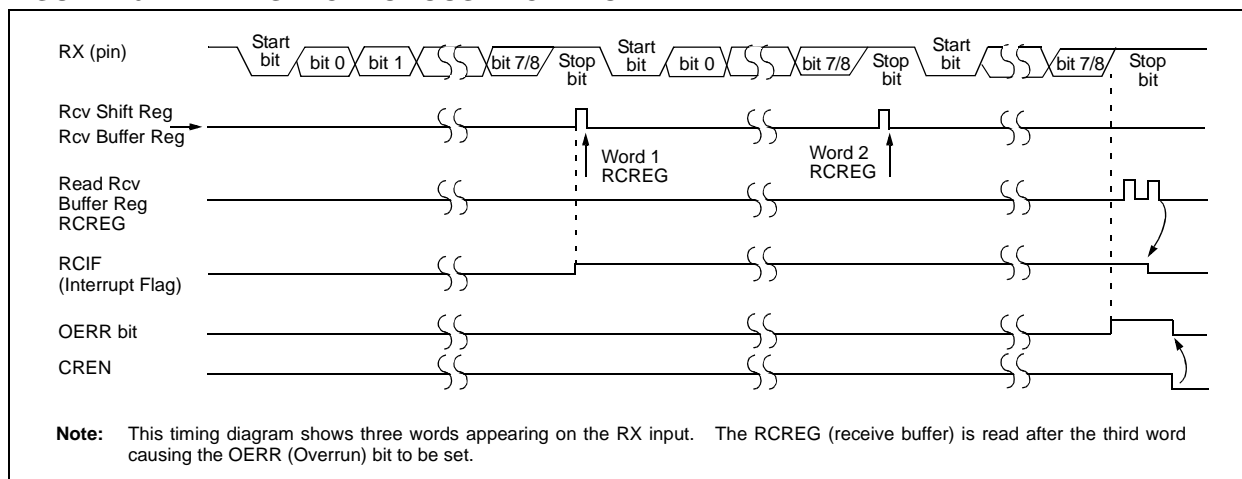 RX (pin)
Start
bit
bit 0
bit 1
bit 7/8
Stop
bit
Start
bit
bit 0
bit 7/8
Stop
bit
Start
bit
bit 7/8
Stop
bit
Rcv Shift Reg
Rcv Buffer Reg
Word 1
RCREG
Word 2
RCREG
Read Rcv
Buffer Reg
RCREG
RCIF
(Interrupt Flag)
OERR bit
CREN
Note: This timing diagram shows three words appearing on the RX input. The RCREG (receive buffer) is read after the third word
causing the OERR (Overrun) bit to be set.